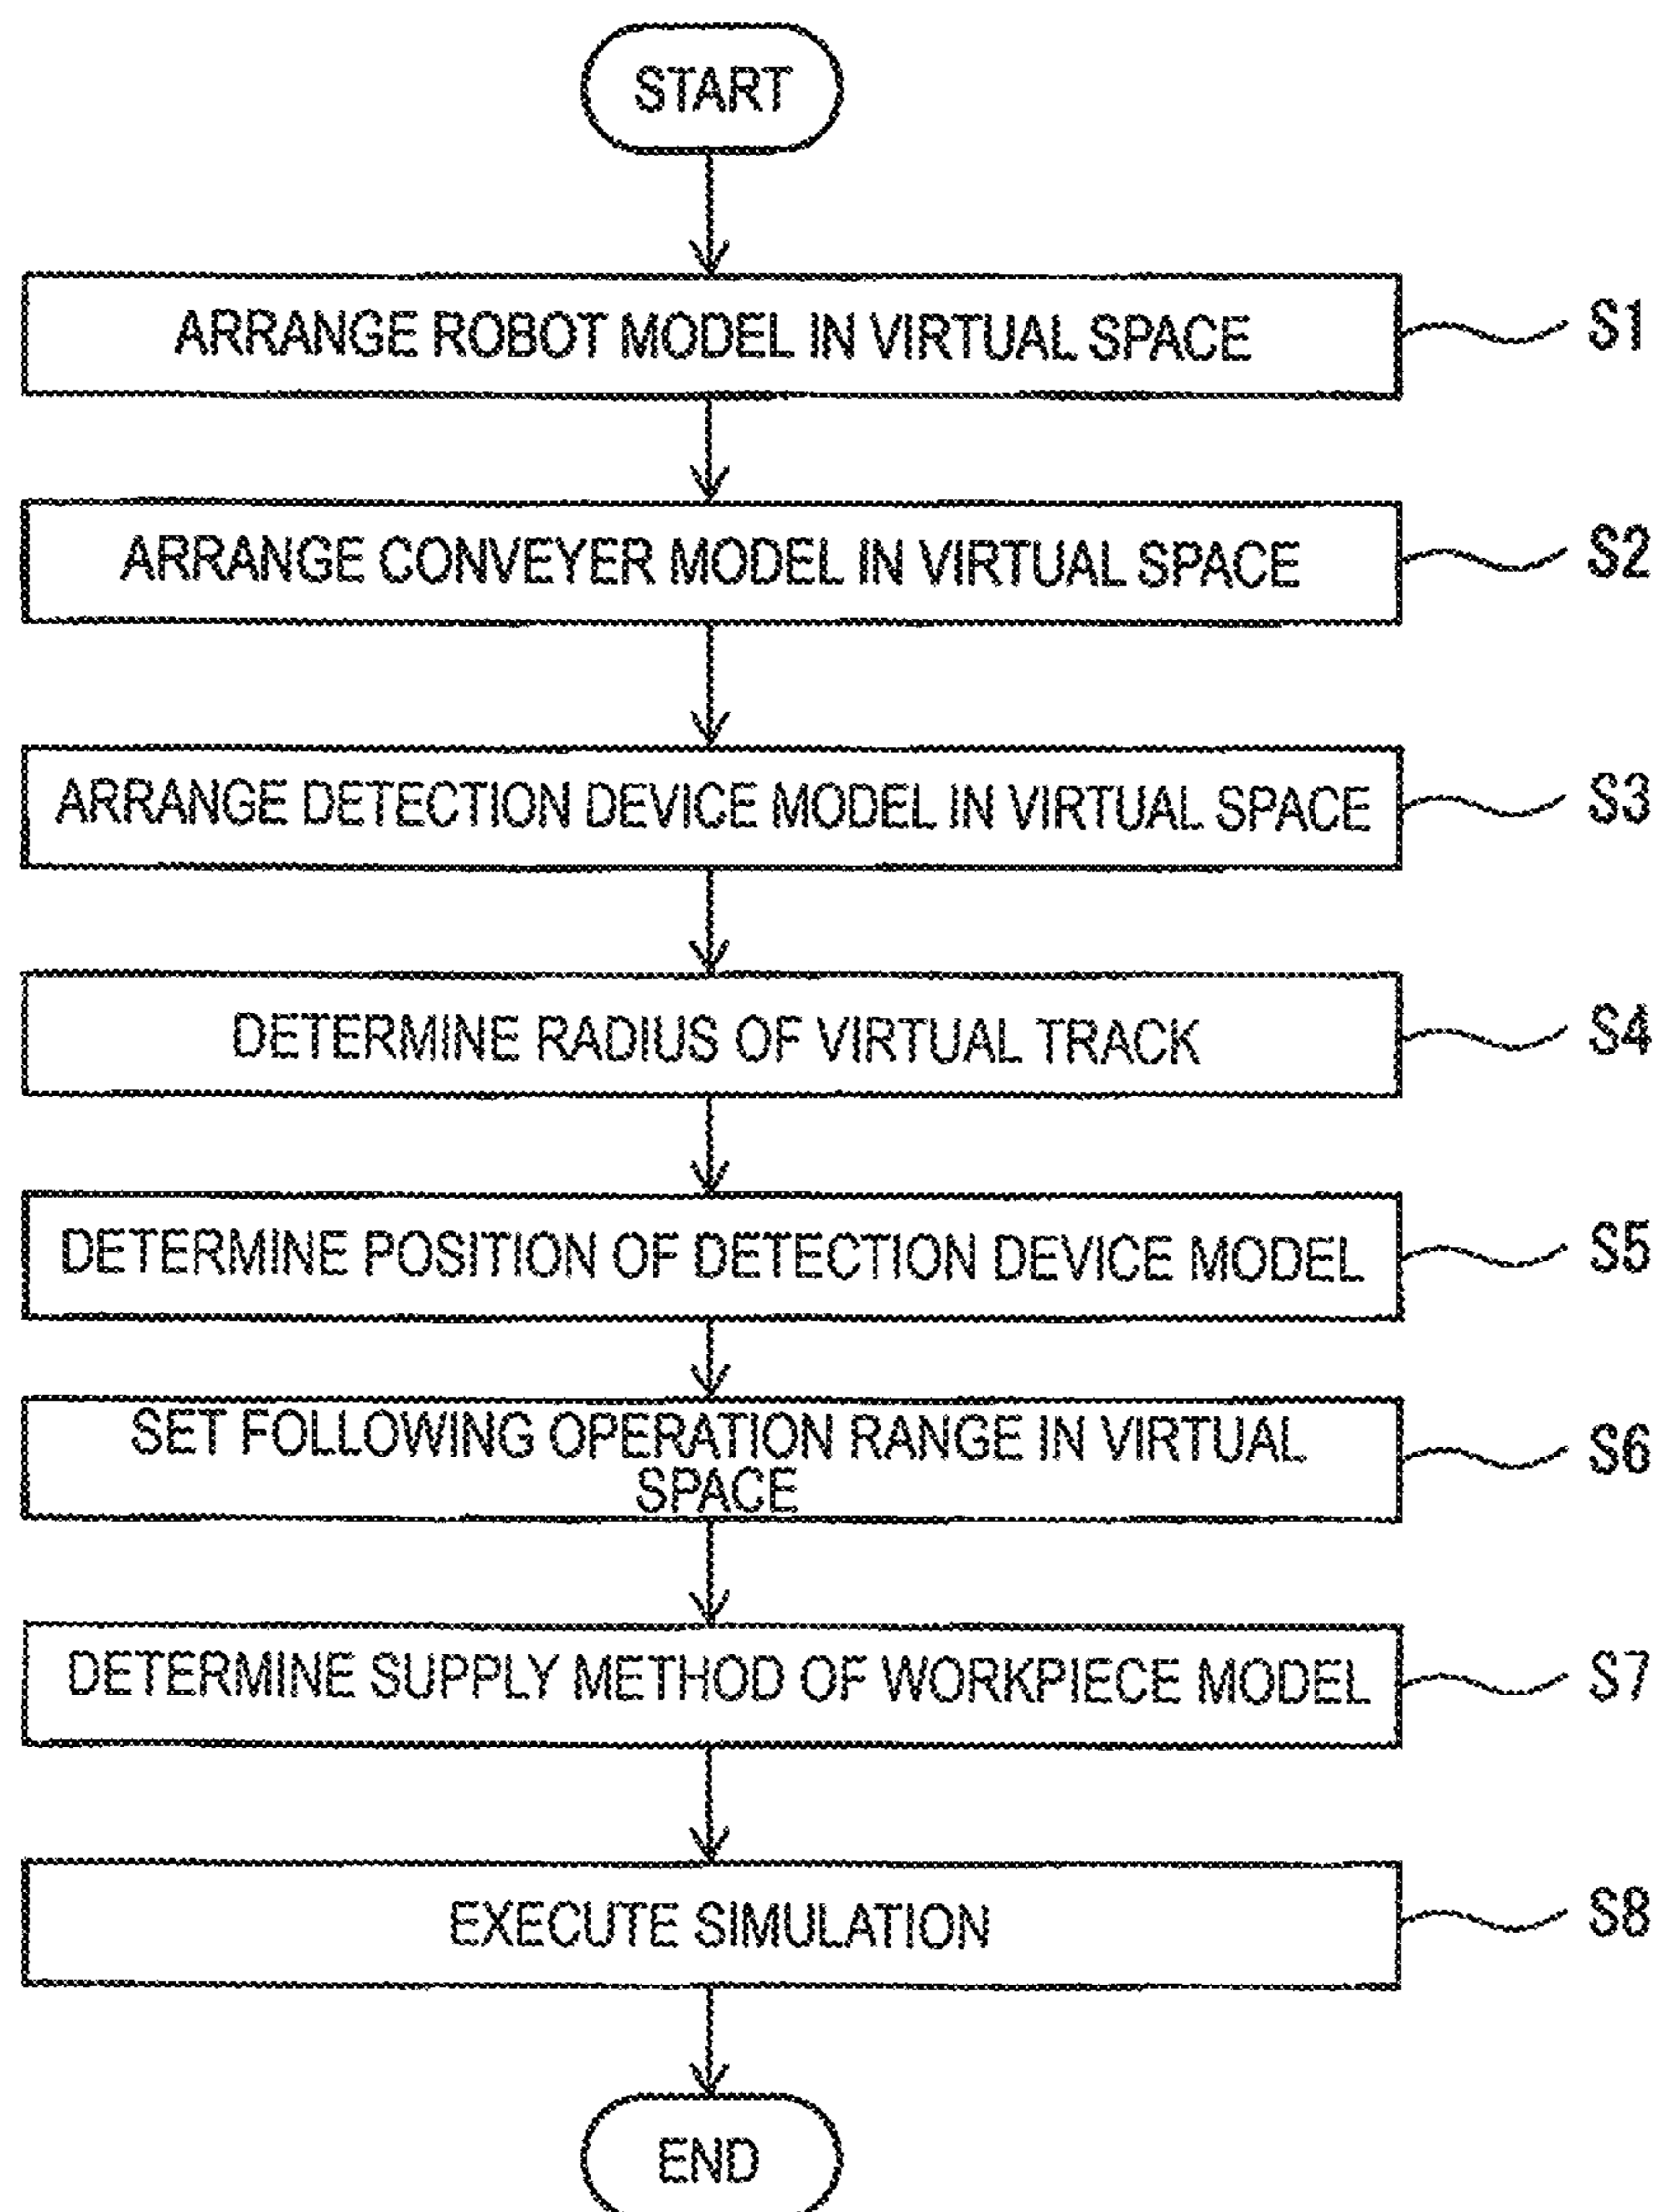 START
ARRANGE ROBOT MODEL IN VIRTUAL SPACE
S1
ARRANGE CONVEYER MODEL IN VIRTUAL SPACE
S2
ARRANGE DETECTION DEVICE MODEL IN VIRTUAL SPACE
S3
DETERMINE RADIUS OF VIRTUAL TRACK
S4
DETERMINE POSITION OF DETECTION DEVICE MODEL
S5
SET FOLLOWING OPERATION RANGE IN VIRTUAL
SPACE
S6
DETERMINE SUPPLY METHOD OF WORKPIECE MODEL
S7
EXECUTE SIMULATION
S8
END